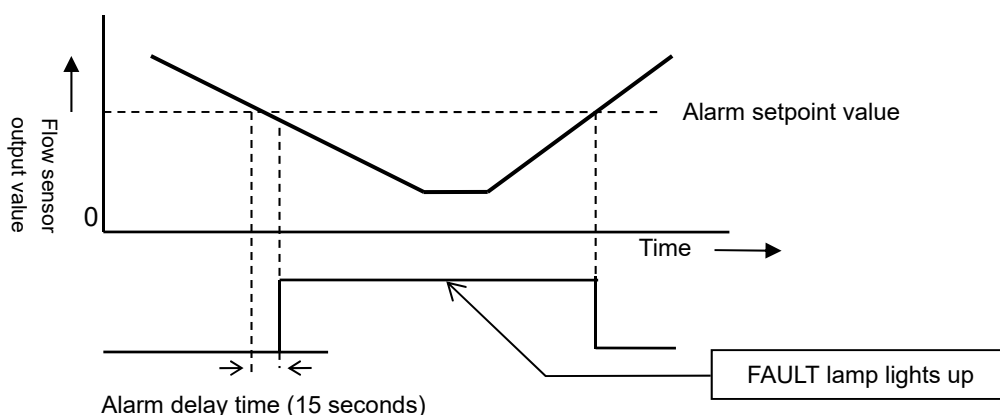 Alarm setpoint value
Flow sensor
output value
0
Time
FAULT lamp lights up
Alarm delay time (15 seconds)